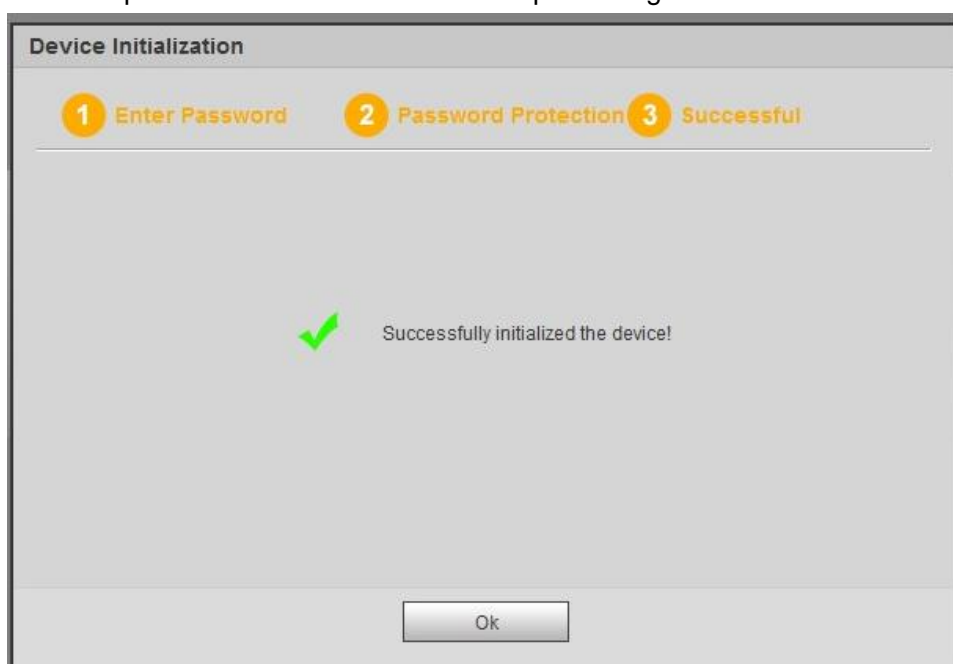 Device Initialization
1 Enter Password 2 Password Protection 3 Successful
Successfully initialized the device!
Ok